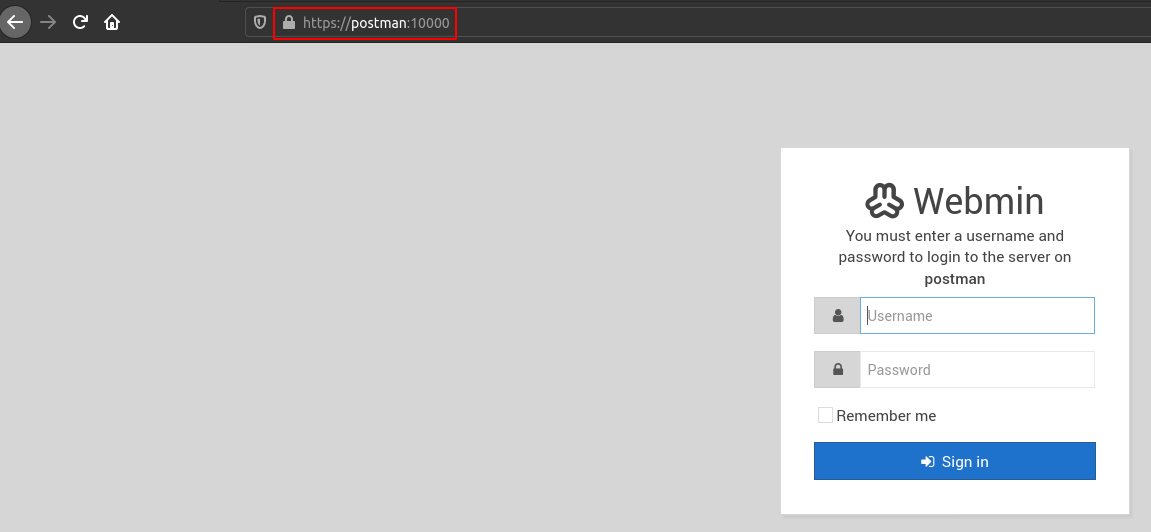 https://postman:10000
Webmin
You must enter a username and
password to login to the server on
postman
Username
Password
Remember me
Sign in